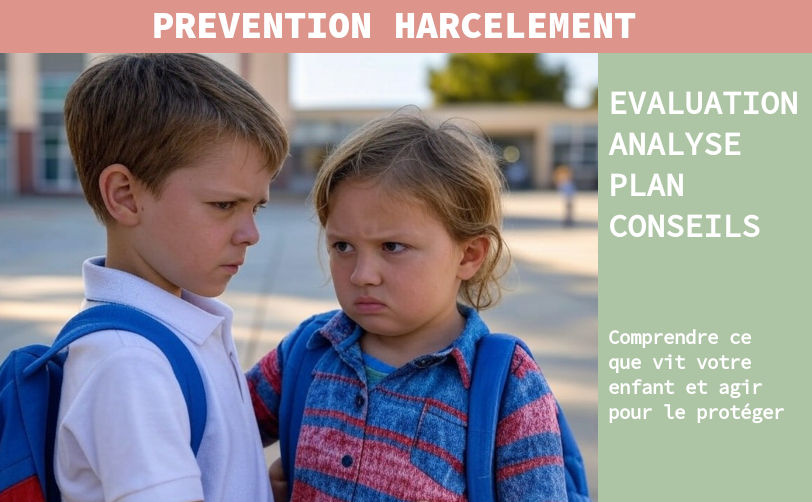 PREVENTION HARCELEMENT
EVALUATION
ANALYSE
PLAN
CONSEILS
Comprendre ce
que vit votre
enfant et agir
pour le protéger